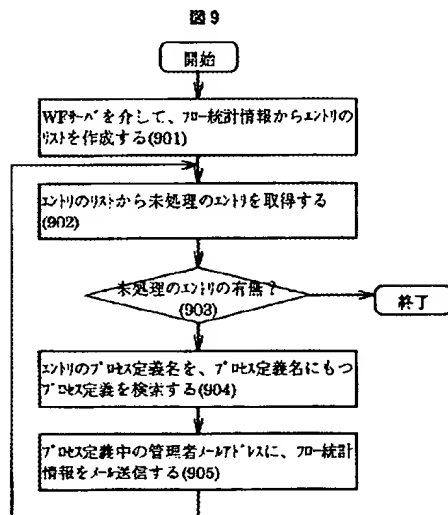 図9
開始
WFサーバを介して、フロー統計情報からエントリの
リストを作成する(901)
エントリのリストから未処理のエントリを取得する
(902)
未処理のエントリの有無?
(903)
終了
エントリのプロセス定義名を、プロセス定義名にもつ
プロセス定義を検索する(904)
プロセス定義中の管理者メールアドレスに、フロー統計
情報をメール送信する(905)